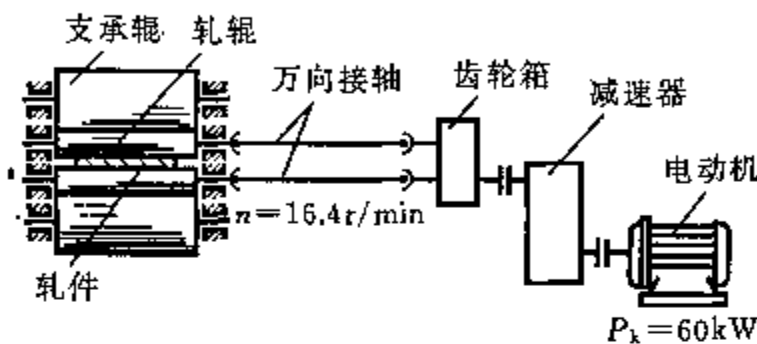 支承辊
轧辊
万向接轴
齿轮箱
减速器
电动机
n=16.4r/min
轧件
Pk=60kW